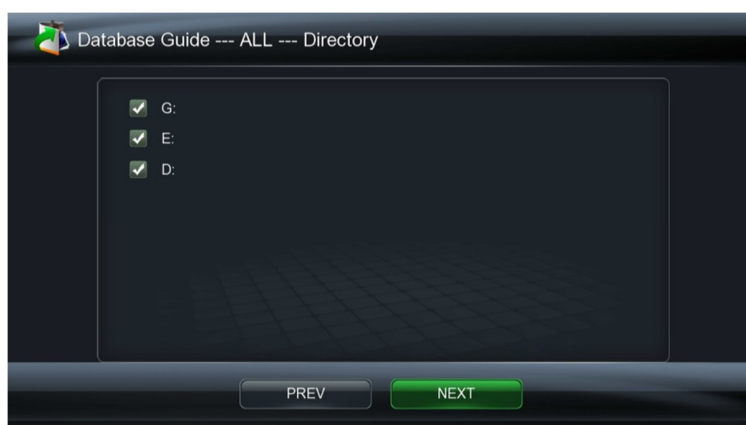 Database Guide --- ALL --- Directory
G:
E:
D:
PREV
NEXT